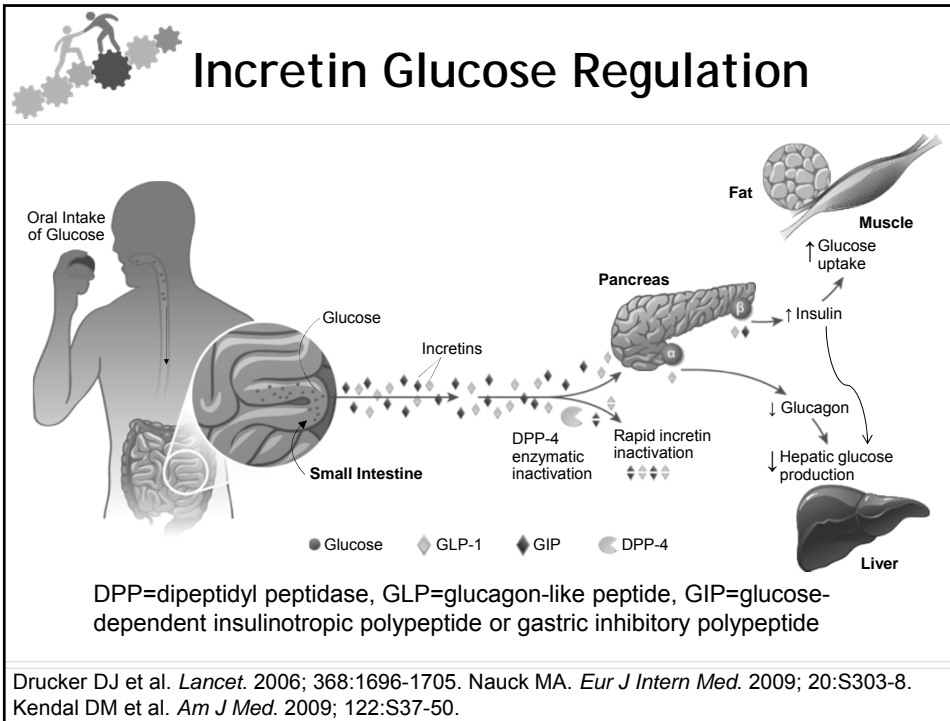 Incretin Glucose Regulation
Oral Intake
of Glucose
Glucose
Incretins
Small Intestine
DPP-4
enzymatic
inactivation
Rapid incretin
inactivation
Pancreas
β
α
Fat
Muscle
↑ Glucose
uptake
↑ Insulin
↓ Glucagon
↓ Hepatic glucose
production
Liver
Glucose GLP-1 GIP DPP-4
DPP=dipeptidyl peptidase, GLP=glucagon-like peptide, GIP=glucose-
dependent insulinotropic polypeptide or gastric inhibitory polypeptide
Drucker DJ et al. Lancet. 2006; 368:1696-1705. Nauck MA. Eur J Intern Med. 2009; 20:S303-8.
Kendal DM et al. Am J Med. 2009; 122:S37-50.